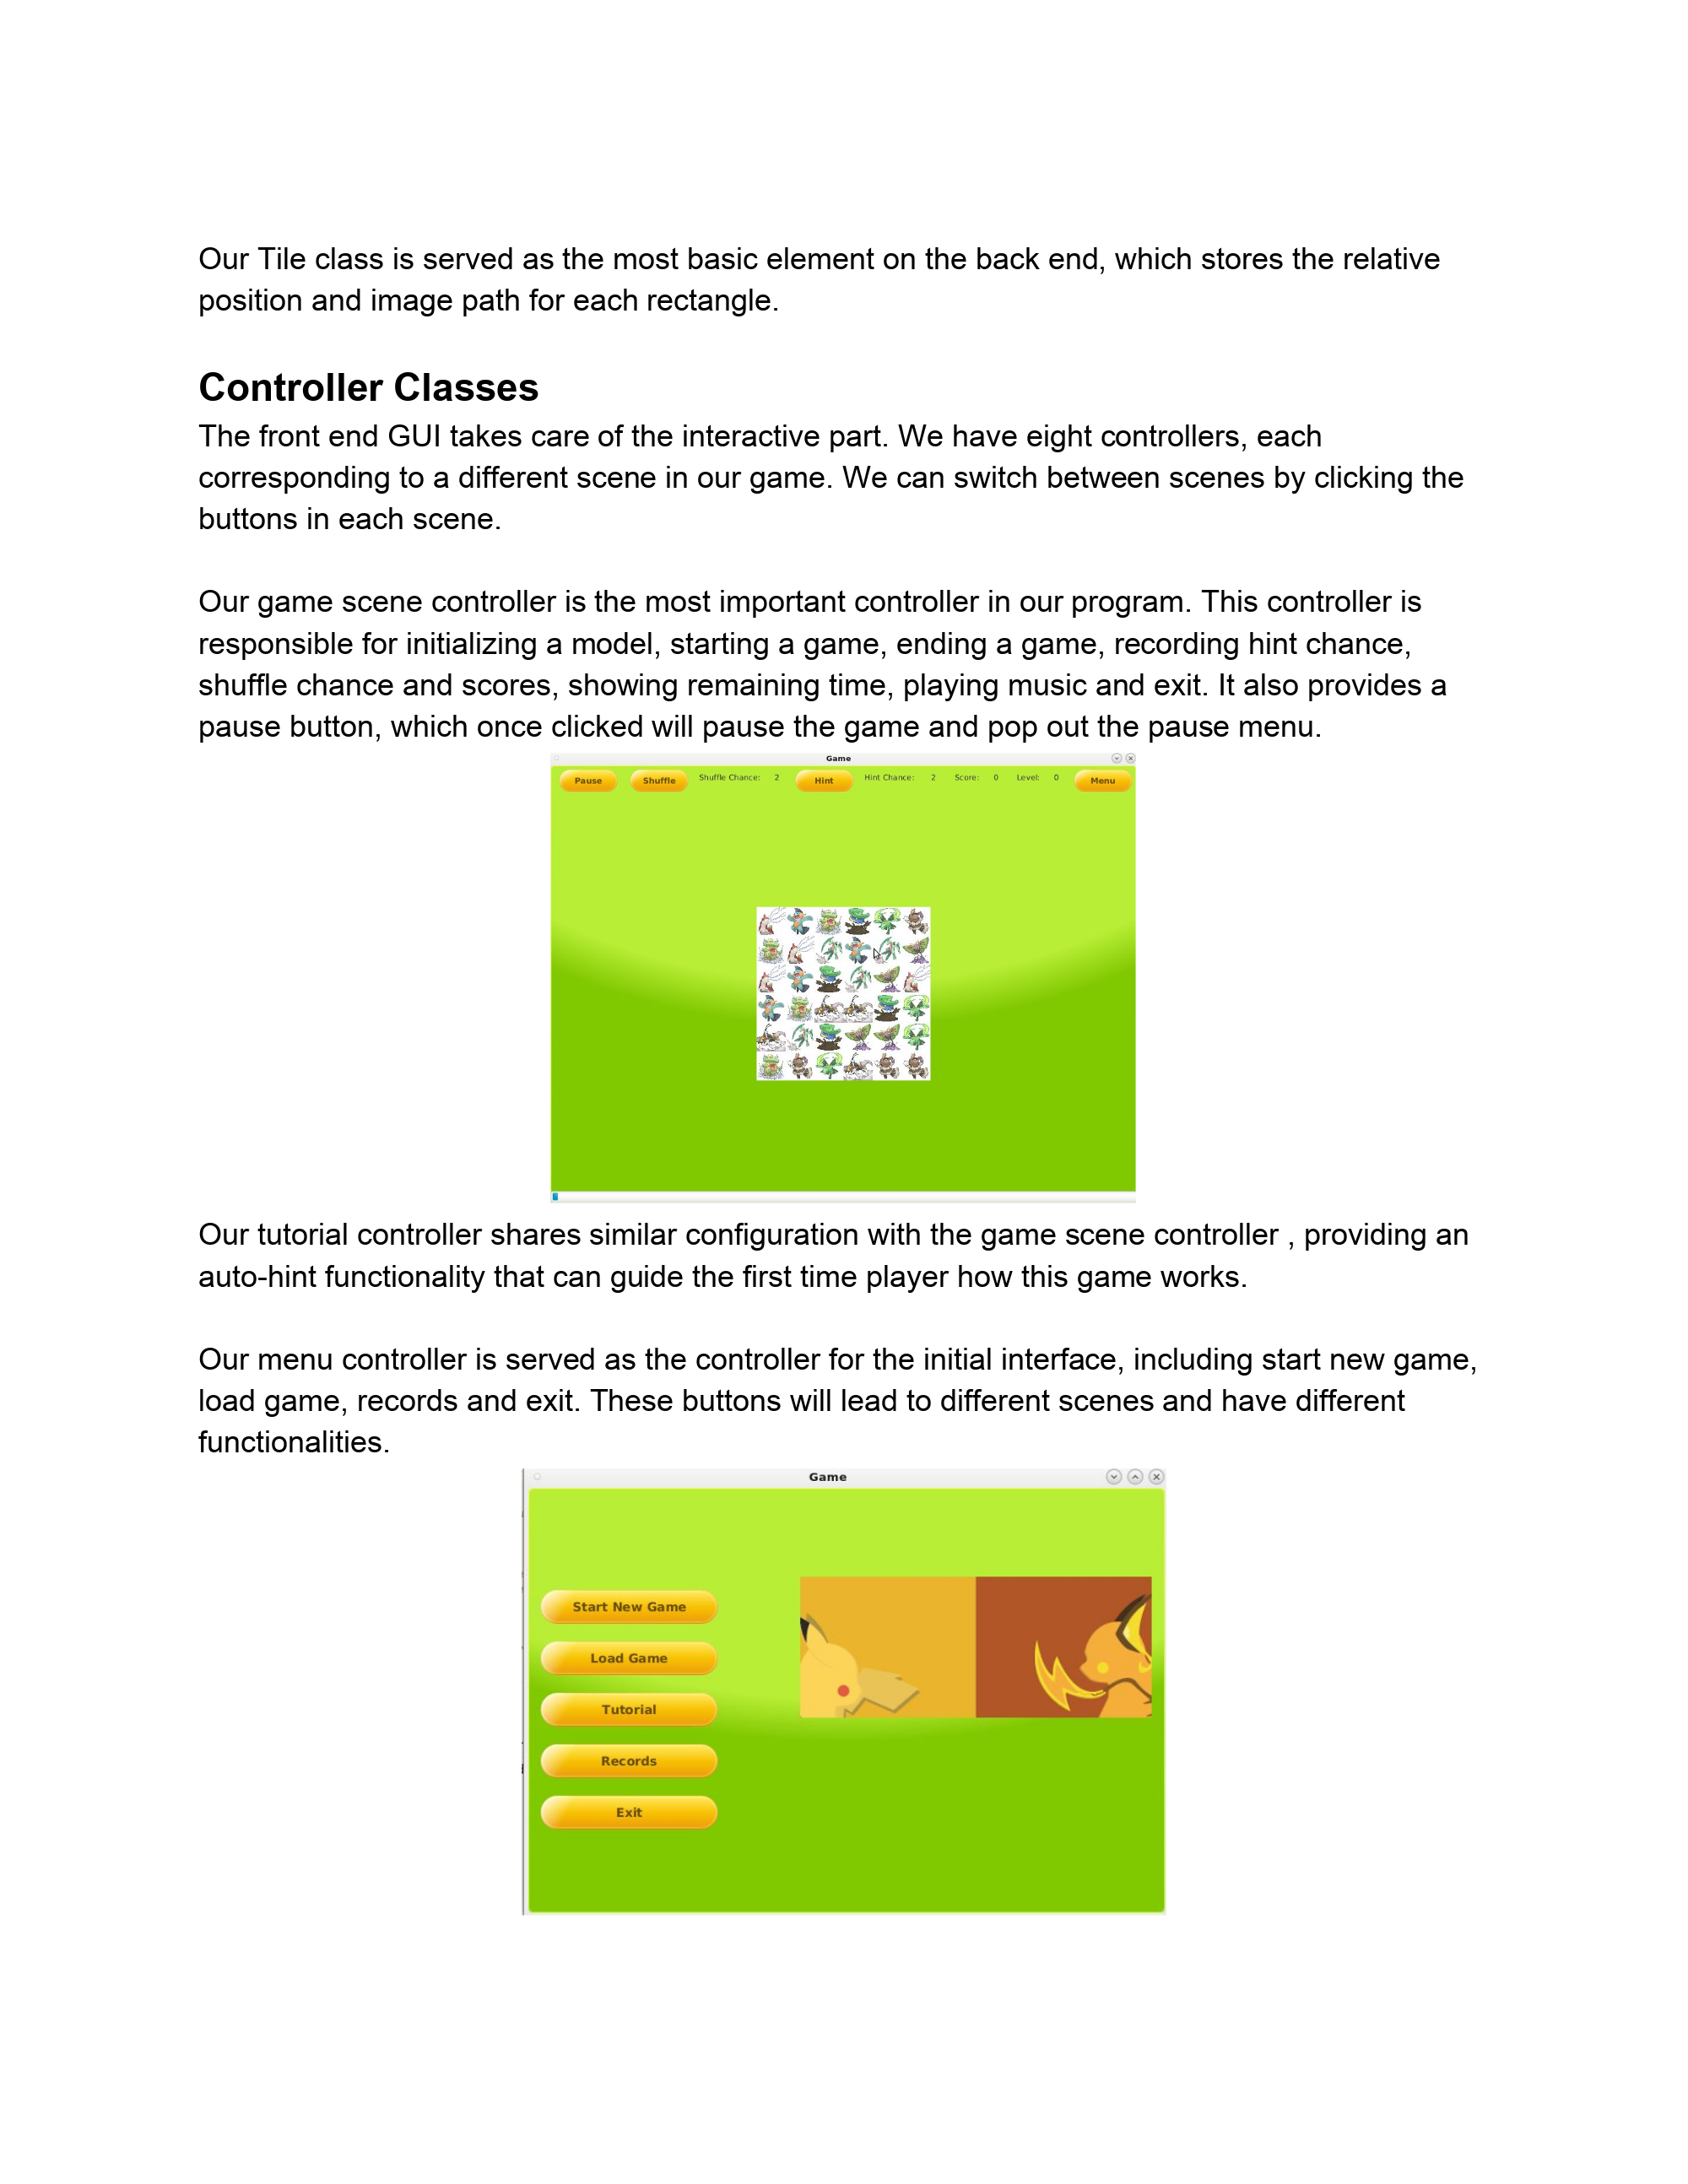 Our Tile class is served as the most basic element on the back end, which stores the relative
position and image path for each rectangle.
Controller Classes
The front end GUI takes care of the interactive part. We have eight controllers, each
corresponding to a different scene in our game. We can switch between scenes by clicking the
buttons in each scene.
Our game scene controller is the most important controller in our program. This controller is
responsible for initializing a model, starting a game, ending a game, recording hint chance,
shuffle chance and scores, showing remaining time, playing music and exit. It also provides a
pause button, which once clicked will pause the game and pop out the pause menu.
Game
Pause Shuffle Shuffle Chance: 2 Hint Hint Chance: 2 Score: 0 Level: 0 Menu
Our tutorial controller shares similar configuration with the game scene controller , providing an
auto-hint functionality that can guide the first time player how this game works.
Our menu controller is served as the controller for the initial interface, including start new game,
load game, records and exit. These buttons will lead to different scenes and have different
functionalities.
Game
Start New Game
Load Game
Tutorial
Records
Exit